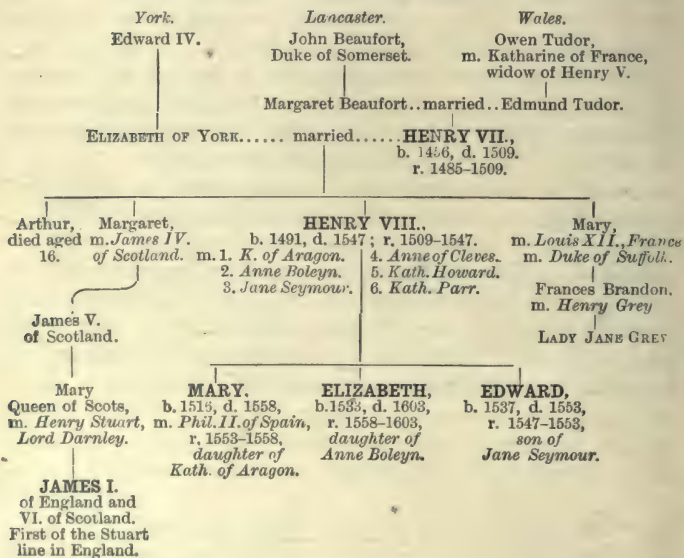 York.
Lancaster.
Wales.
Edward IV.
John Beaufort,
Duke of Somerset.
Owen Tudor,
m. Katharine of France,
widow of Henry V.
Margaret Beaufort..married..Edmund Tudor.
ELIZABETH OF YORK...... married......HENRY VII.,
b. 1456, d. 1509.
r. 1485-1509.
Arthur,
died aged
16.
Margaret,
m. James IV.
of Scotland.
HENRY VIII.,
b. 1491, d. 1547; r. 1509-1547.
m. 1. K. of Aragon.
2. Anne Boleyn.
3. Jane Seymour.
4. Anne of Cleves.
5. Kath. Howard.
6. Kath. Parr.
Mary,
m. Louis XII., France
m. Duke of Suffolk.
Frances Brandon.
m. Henry Grey
LADY JANE GREY
James V.
of Scotland.
Mary
Queen of Scots,
m. Henry Stuart,
Lord Darnley.
JAMES I.
of England and
VI. of Scotland.
First of the Stuart
line in England.
MARY.
b. 1516, d. 1558,
m. Phil. II. of Spain,
r. 1553-1558,
daughter of
Kath. of Aragon.
ELIZABETH,
b. 1533, d. 1603,
r. 1558-1603,
daughter of
Anne Boleyn.
EDWARD,
b. 1537, d. 1553,
r. 1547-1553,
son of
Jane Seymour.